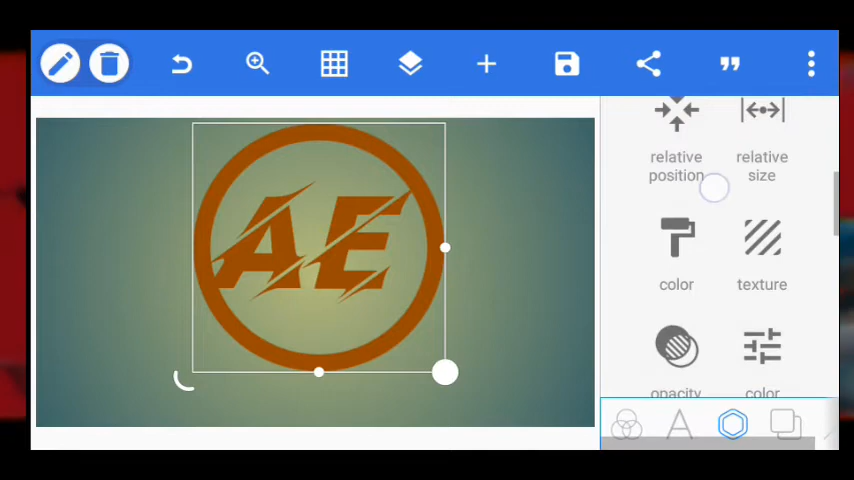 AE
relative
position
relative
size
color
texture
opacity
color